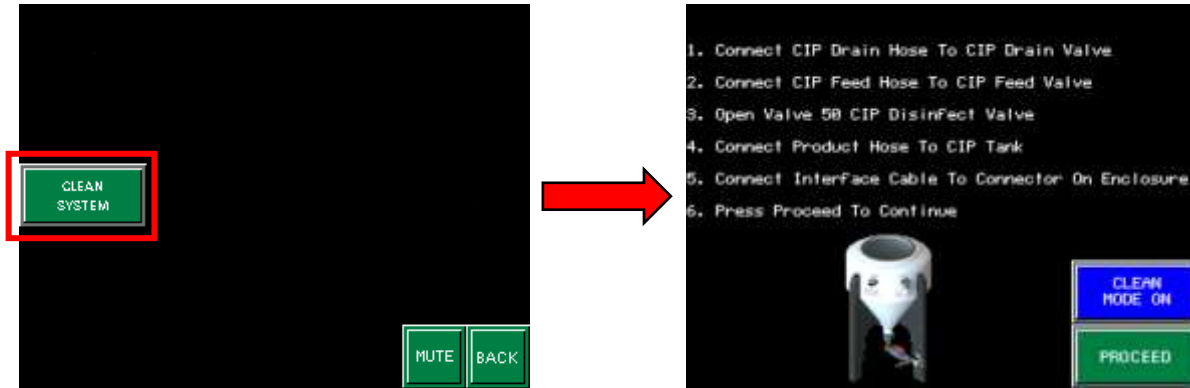 CLEAN
SYSTEM
MUTE
BACK
1. Connect CIP Drain Hose To CIP Drain Valve
2. Connect CIP Feed Hose To CIP Feed Valve
3. Open Valve 50 CIP Disinfect Valve
4. Connect Product Hose To CIP Tank
5. Connect Interface Cable To Connector On Enclosure
6. Press Proceed To Continue
CLEAN
MODE ON
PROCEED